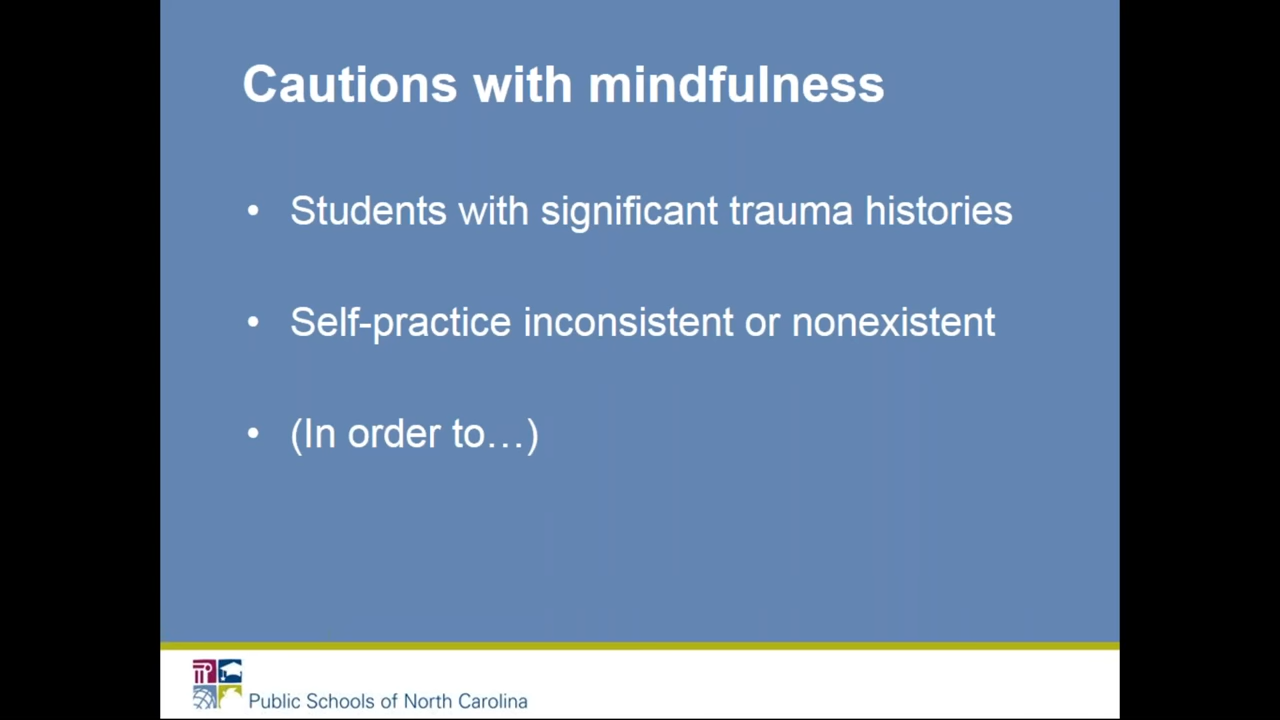 Cautions with mindfulness
• Students with significant trauma histories
• Self-practice inconsistent or nonexistent
• (In order to…)
Public Schools of North Carolina